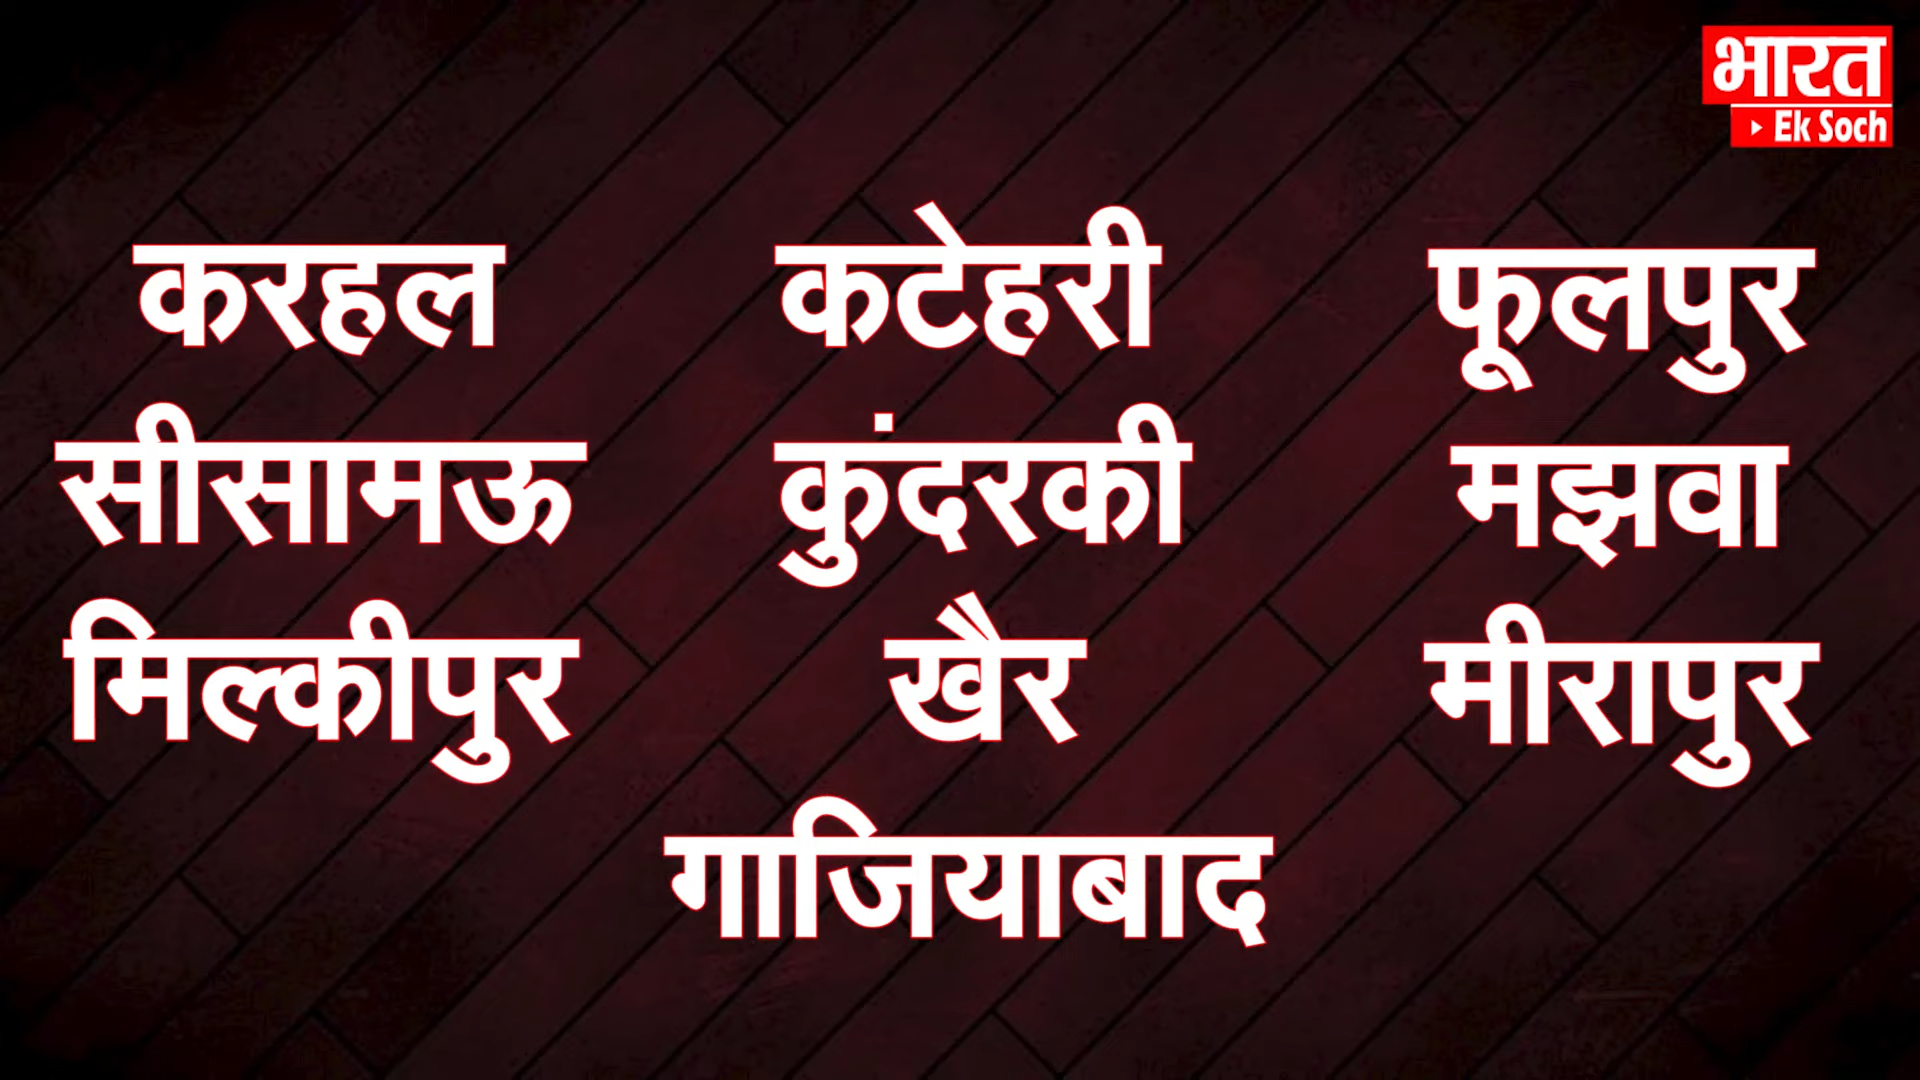 भारत
Ek Soch
करहल कटेहरी फूलपुर
सीसामऊ कुंदरकी मझवा
मिल्कीपुर खैर मीरापुर
गाजियाबाद